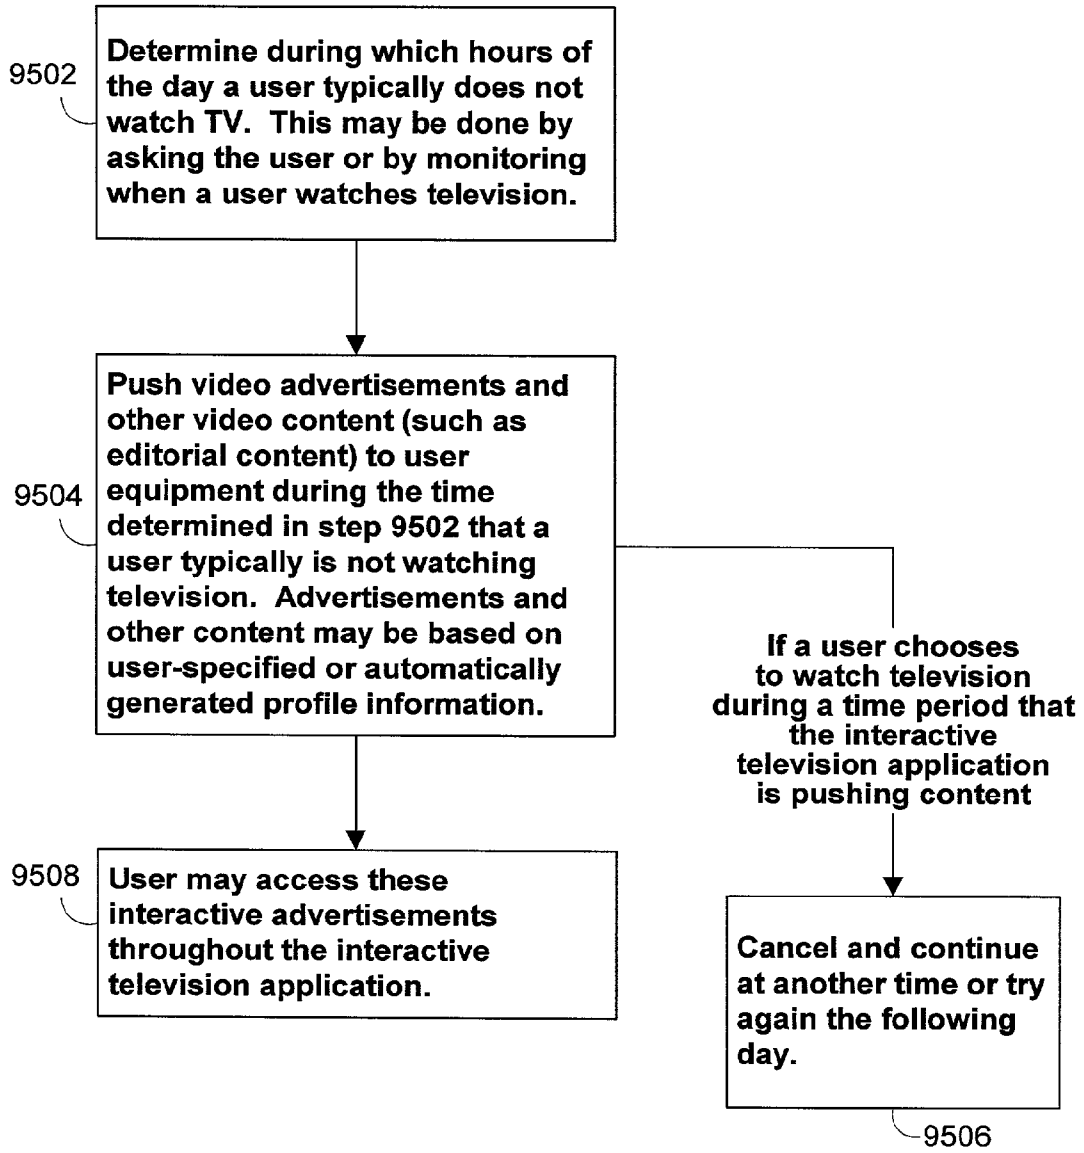 9502
Determine during which hours of
the day a user typically does not
watch TV. This may be done by
asking the user or by monitoring
when a user watches television.
9504
Push video advertisements and
other video content (such as
editorial content) to user
equipment during the time
determined in step 9502 that a
user typically is not watching
television. Advertisements and
other content may be based on
user-specified or automatically
generated profile information.
If a user chooses
to watch television
during a time period that
the interactive
television application
is pushing content
9508
User may access these
interactive advertisements
throughout the interactive
television application.
Cancel and continue
at another time or try
again the following
day.
9506